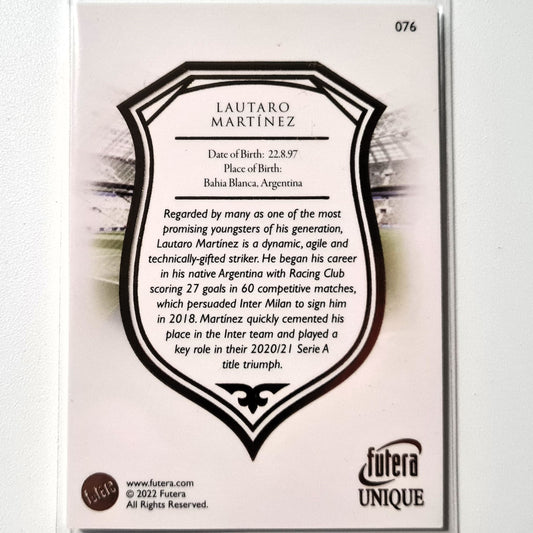 076
LAUTARO
MARTÍNEZ
Date of Birth: 22.8.97
Place of Birth:
Bahia Blanca, Argentina
Regarded by many as one of the most
promising youngsters of his generation,
Lautaro Martínez is a dynamic, agile and
technically-gifted striker. He began his career
in his native Argentina with Racing Club
scoring 27 goals in 60 competitive matches,
which persuaded Inter Milan to sign him
in 2018. Martínez quickly cemented his
place in the Inter team and played a
key role in their 2020/21 Serie A
title triumph.
futera
www.futera.com
© 2022 Futera
All Rights Reserved.
futera
UNIQUE